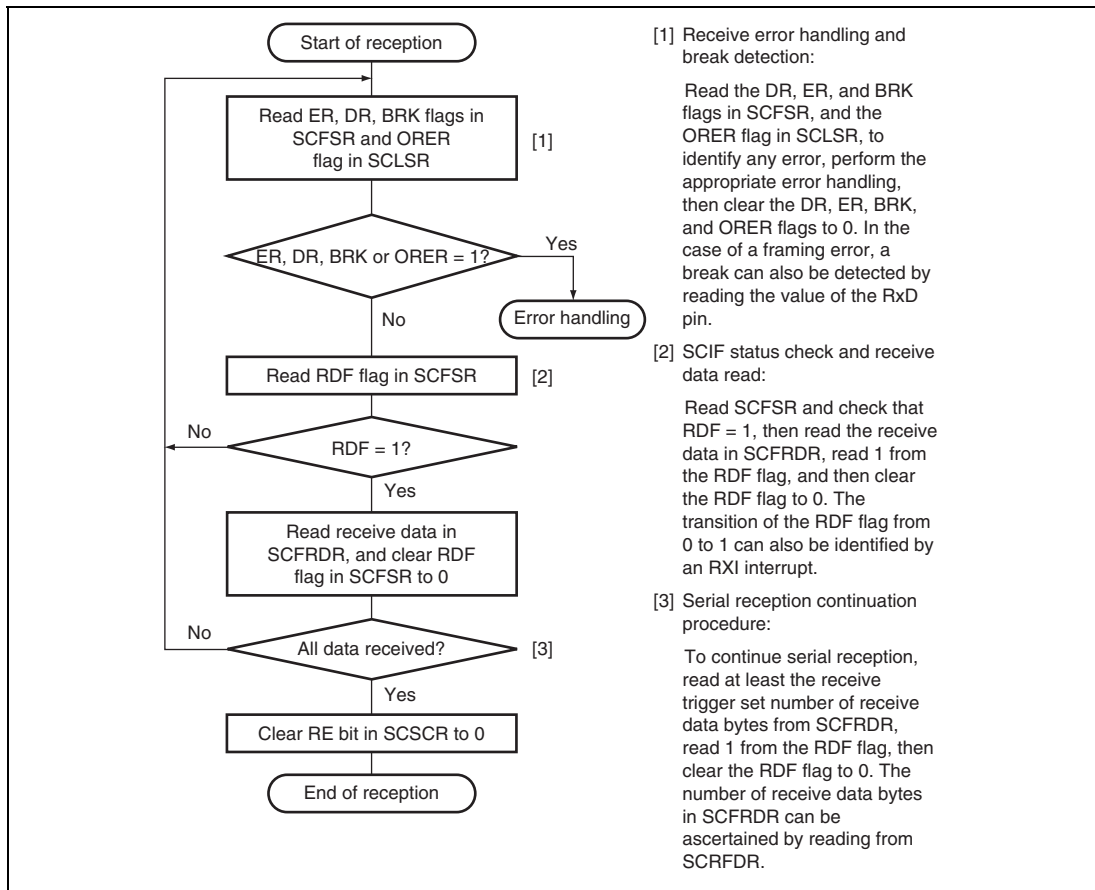 Start of reception
Read ER, DR, BRK flags in
SCFSR and ORER
flag in SCLSR
[1]
ER, DR, BRK or ORER = 1?
Yes
Error handling
No
Read RDF flag in SCFSR
[2]
No
RDF = 1?
Yes
Read receive data in
SCFRDR, and clear RDF
flag in SCFSR to 0
No
All data received?
[3]
Yes
Clear RE bit in SCSCR to 0
End of reception
[1] Receive error handling and
break detection:
Read the DR, ER, and BRK
flags in SCFSR, and the
ORER flag in SCLSR, to
identify any error, perform the
appropriate error handling,
then clear the DR, ER, BRK,
and ORER flags to 0. In the
case of a framing error, a
break can also be detected by
reading the value of the RxD
pin.
[2] SCIF status check and receive
data read:
Read SCFSR and check that
RDF = 1, then read the receive
data in SCFRDR, read 1 from
the RDF flag, and then clear
the RDF flag to 0. The
transition of the RDF flag from
0 to 1 can also be identified by
an RXI interrupt.
[3] Serial reception continuation
procedure:
To continue serial reception,
read at least the receive
trigger set number of receive
data bytes from SCFRDR,
read 1 from the RDF flag, then
clear the RDF flag to 0. The
number of receive data bytes
in SCFRDR can be
ascertained by reading from
SCRFDR.